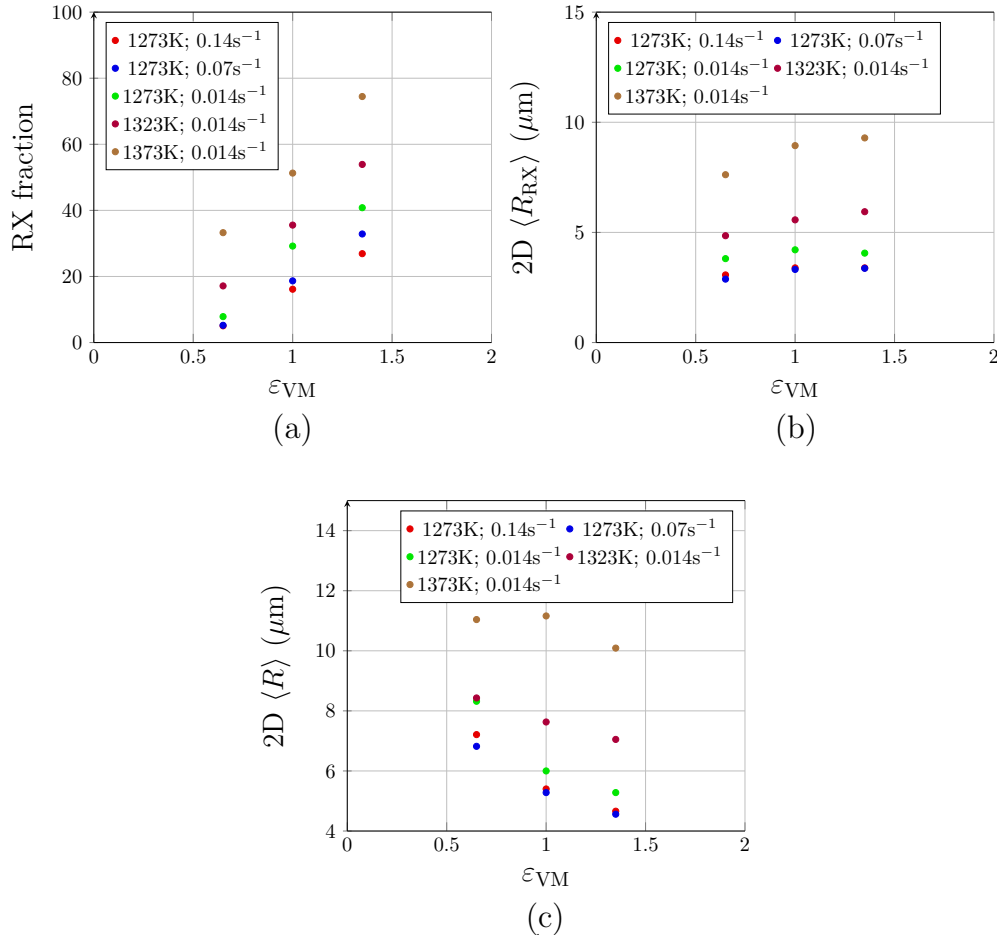 100
80
60
40
20
0
0
0.5
1
1.5
2
RX fraction
ε_VM
1273K; 0.14s⁻¹
1273K; 0.07s⁻¹
1273K; 0.014s⁻¹
1323K; 0.014s⁻¹
1373K; 0.014s⁻¹
(a)
15
10
5
0
0
0.5
1
1.5
2
2D ⟨R_RX⟩ (μm)
ε_VM
1273K; 0.14s⁻¹ 1273K; 0.07s⁻¹
1273K; 0.014s⁻¹ 1323K; 0.014s⁻¹
1373K; 0.014s⁻¹
(b)
14
12
10
8
6
4
0
0.5
1
1.5
2
2D ⟨R⟩ (μm)
ε_VM
1273K; 0.14s⁻¹ 1273K; 0.07s⁻¹
1273K; 0.014s⁻¹ 1323K; 0.014s⁻¹
1373K; 0.014s⁻¹
(c)